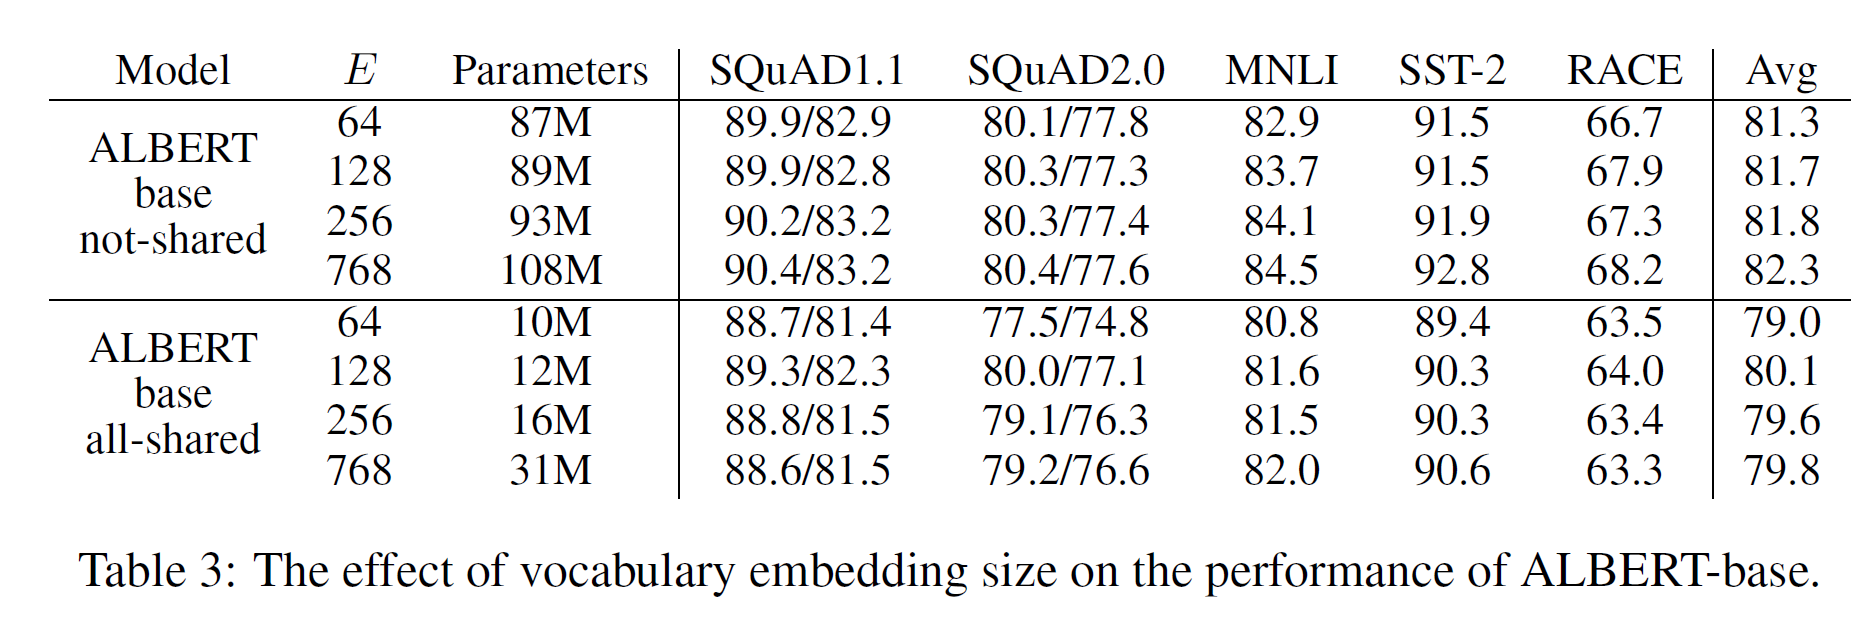 Model E Parameters SQuAD1.1 SQuAD2.0 MNLI SST-2 RACE Avg
ALBERT base not-shared
64 87M 89.9/82.9 80.1/77.8 82.9 91.5 66.7 81.3
128 89M 89.9/82.8 80.3/77.3 83.7 91.5 67.9 81.7
256 93M 90.2/83.2 80.3/77.4 84.1 91.9 67.3 81.8
768 108M 90.4/83.2 80.4/77.6 84.5 92.8 68.2 82.3
ALBERT base all-shared
64 10M 88.7/81.4 77.5/74.8 80.8 89.4 63.5 79.0
128 12M 89.3/82.3 80.0/77.1 81.6 90.3 64.0 80.1
256 16M 88.8/81.5 79.1/76.3 81.5 90.3 63.4 79.6
768 31M 88.6/81.5 79.2/76.6 82.0 90.6 63.3 79.8
Table 3: The effect of vocabulary embedding size on the performance of ALBERT-base.